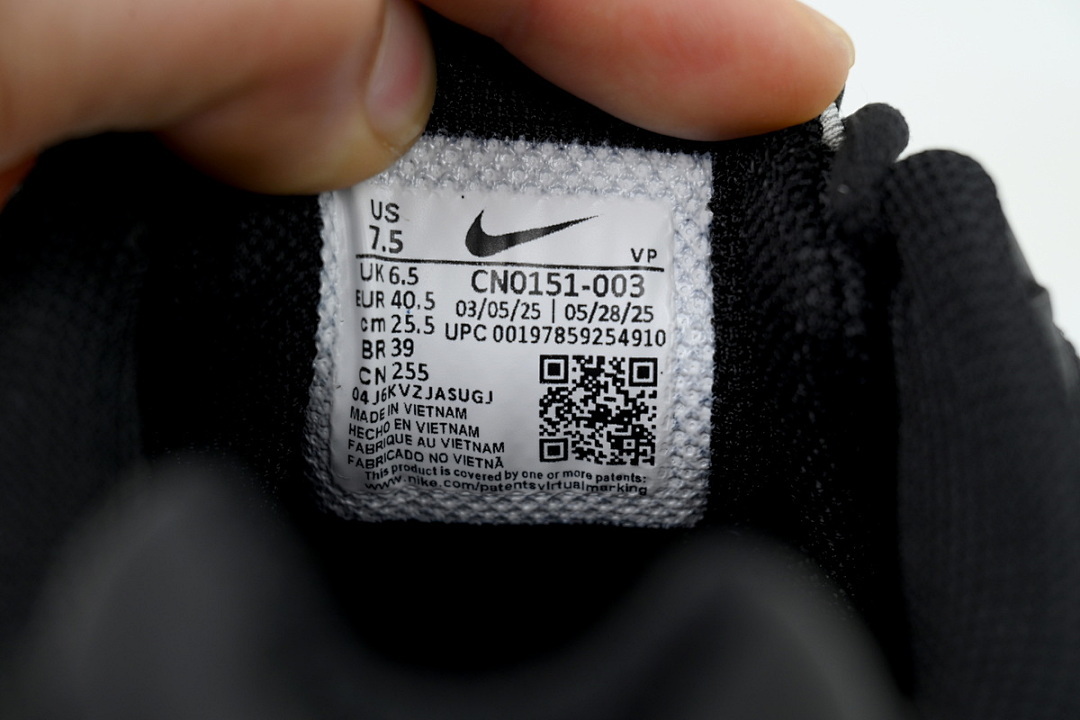 US
7.5
VP
UK 6.5
EUR 40.5
cm 25.5
BR 39
CN 255
CN0151-003
03/05/25 | 05/28/25
UPC 00197859254910
04 J6KVZJASUGJ
MADE IN VIETNAM
HECHO EN VIETNAM
FABRIQUE AU VIETNAM
FABRICADO NO VIETNÃ
This product is covered by one or more patents:
www.nike.com/patentsvirtualmarking